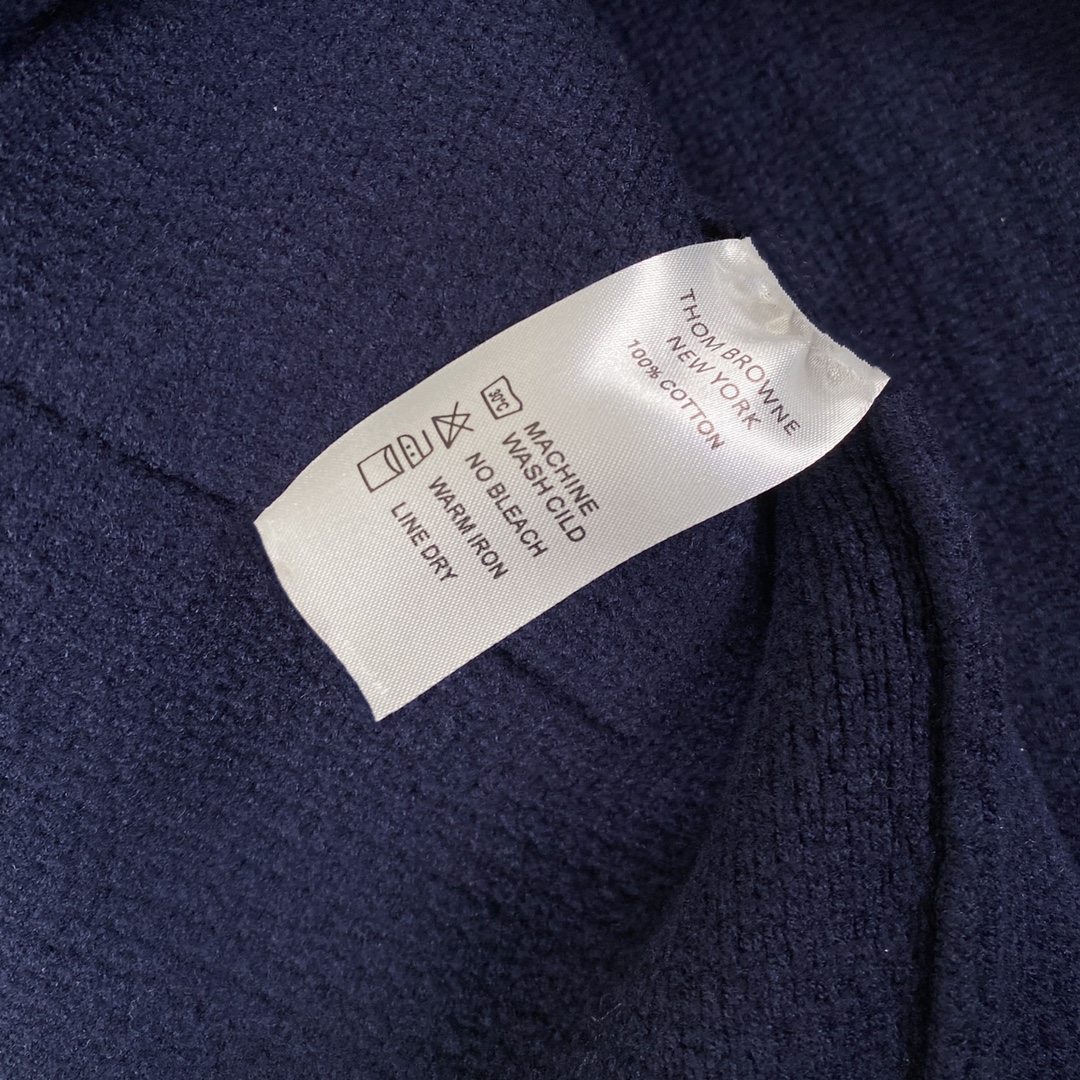 THOM BROWNE
NEW YORK
100% COTTON
30°C
MACHINE
WASH CILD
NO BLEACH
WARM IRON
LINE DRY